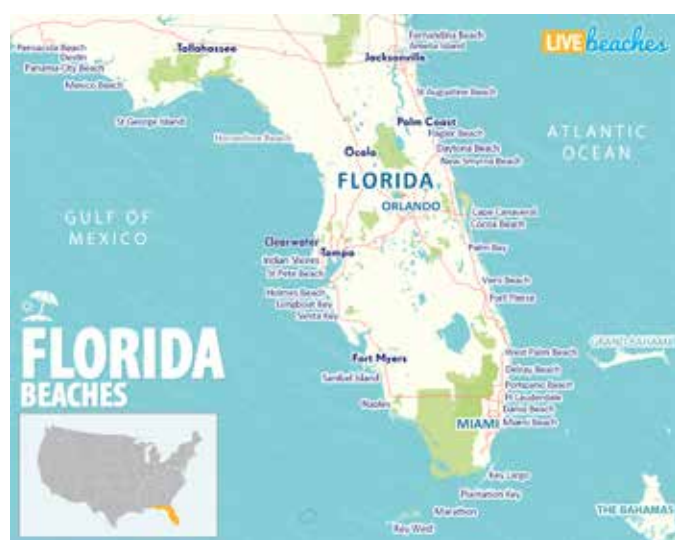 LIVE beaches
Fernandina Beach
Amelia Island
Pensacola Beach
Destin
Panama City Beach
Mexico Beach
Tallahassee
Jacksonville
St Augustine Beach
St George Island
Horseshoe Beach
Palm Coast
Flagler Beach
Daytona Beach
New Smyrna Beach
ATLANTIC
OCEAN
Ocala
FLORIDA
ORLANDO
GULF OF
MEXICO
Cape Canaveral
Cocoa Beach
Clearwater
Tampa
Indian Shores
St Pete Beach
Palm Bay
Holmes Beach
Longboat Key
Siesta Key
Vero Beach
Fort Pierce
FLORIDA
BEACHES
GRAND BAHAMA
Fort Myers
Sanibel Island
Naples
West Palm Beach
Delray Beach
Pompano Beach
Ft Lauderdale
Dania Beach
MIAMI
Miami Beach
Key Largo
Plantation Key
Marathon
Key West
THE BAHAMAS